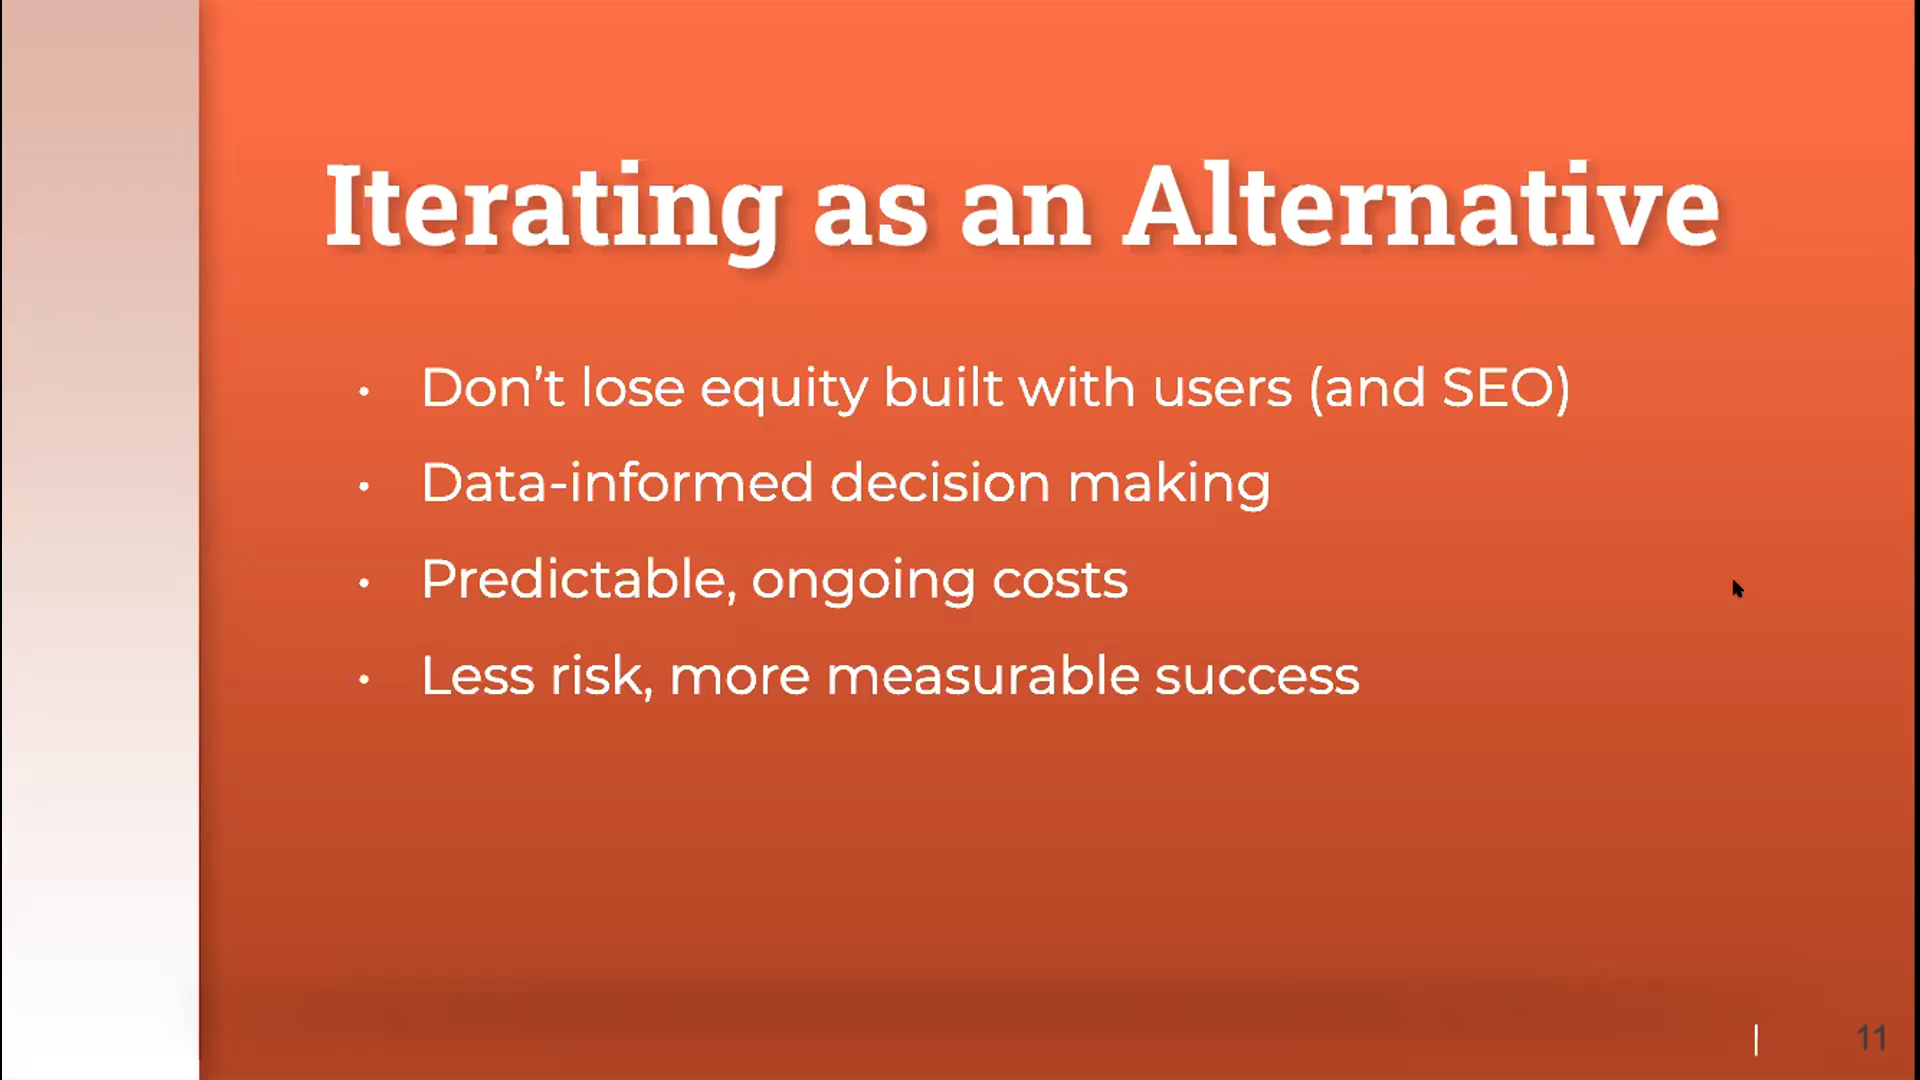 Iterating as an Alternative
• Don’t lose equity built with users (and SEO)
• Data-informed decision making
• Predictable, ongoing costs
• Less risk, more measurable success
| 11